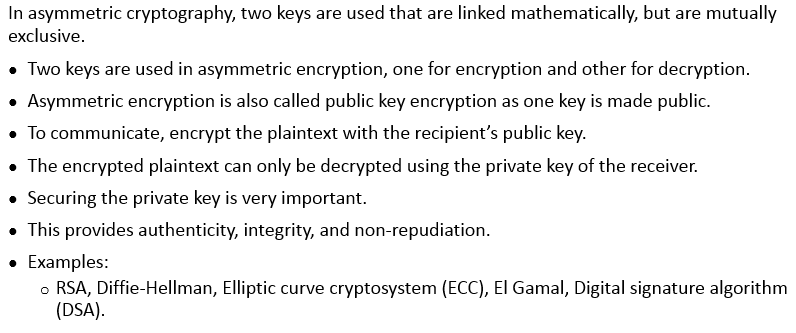 In asymmetric cryptography, two keys are used that are linked mathematically, but are mutually
exclusive.
• Two keys are used in asymmetric encryption, one for encryption and other for decryption.
• Asymmetric encryption is also called public key encryption as one key is made public.
• To communicate, encrypt the plaintext with the recipient’s public key.
• The encrypted plaintext can only be decrypted using the private key of the receiver.
• Securing the private key is very important.
• This provides authenticity, integrity, and non-repudiation.
• Examples:
o RSA, Diffie-Hellman, Elliptic curve cryptosystem (ECC), El Gamal, Digital signature algorithm
(DSA).